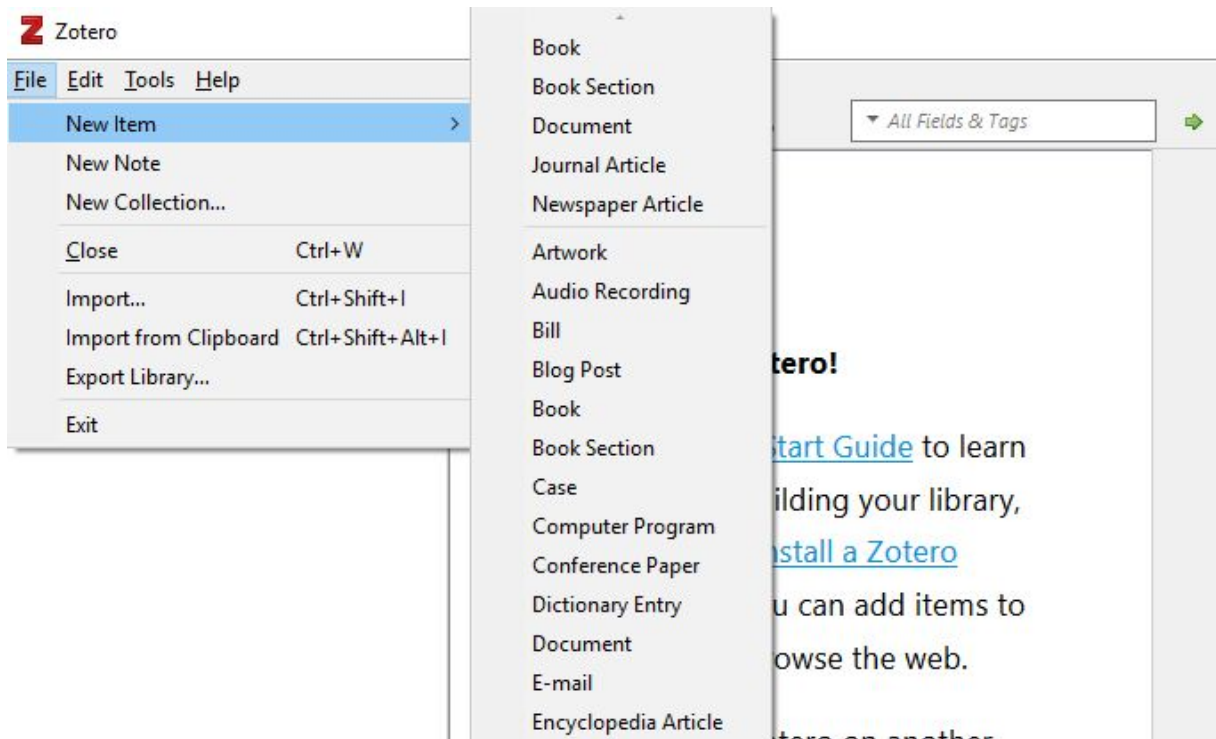 Zotero
File Edit Tools Help
New Item
New Note
New Collection...
Close Ctrl+W
Import... Ctrl+Shift+I
Import from Clipboard Ctrl+Shift+Alt+I
Export Library...
Exit
Book
Book Section
Document
Journal Article
Newspaper Article
Artwork
Audio Recording
Bill
Blog Post
Book
Book Section
Case
Computer Program
Conference Paper
Dictionary Entry
Document
E-mail
Encyclopedia Article
All Fields & Tags
tero!
Start Guide to learn
ilding your library,
nstall a Zotero
u can add items to
owse the web.